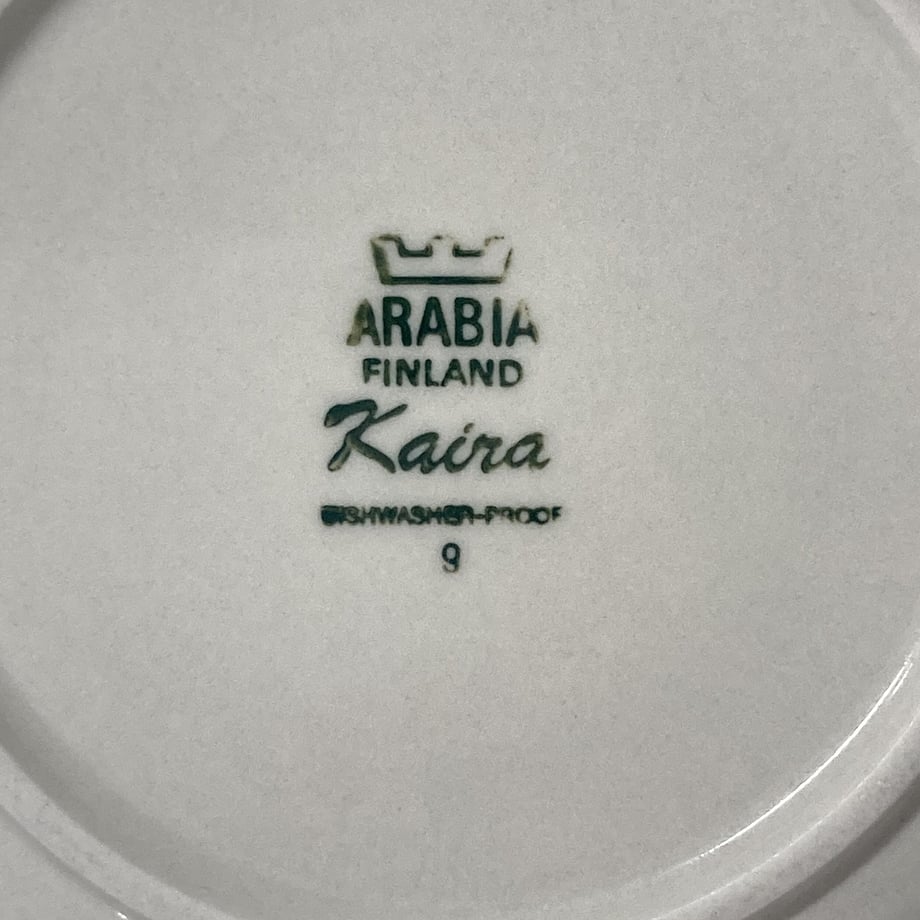 ARABIA
FINLAND
Kaira
DISHWASHER-PROOF
9